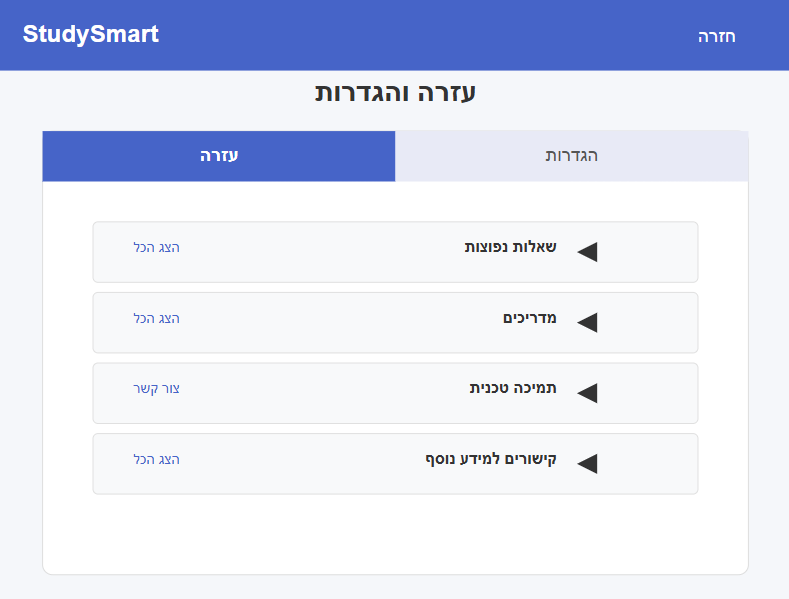 StudySmart
חזרה
עזרה והגדרות
הגדרות
עזרה
שאלות נפוצות
הצג הכל
מדריכים
הצג הכל
תמיכה טכנית
צור קשר
קישורים למידע נוסף
הצג הכל